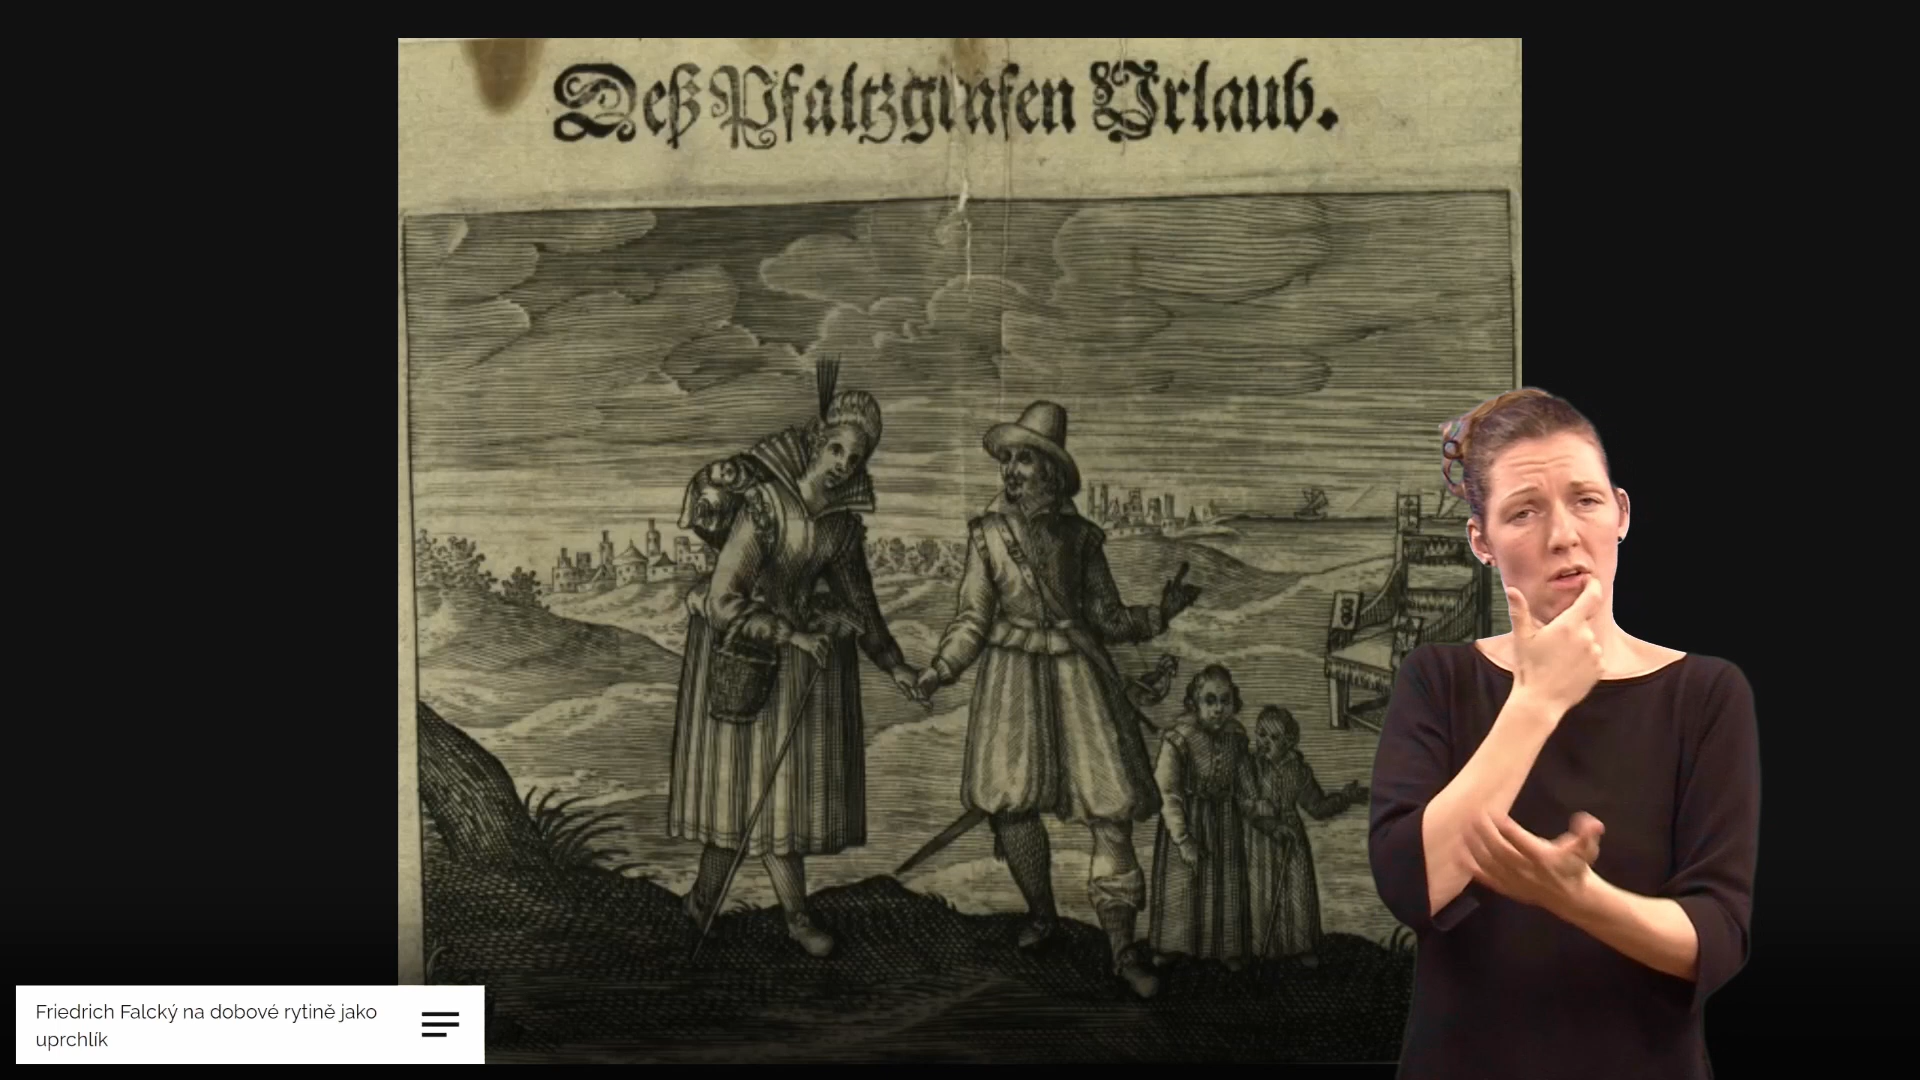 Deß Pfaltzgrafen Vrlaub.
Friedrich Falcký na dobové rytině jako
uprchlík